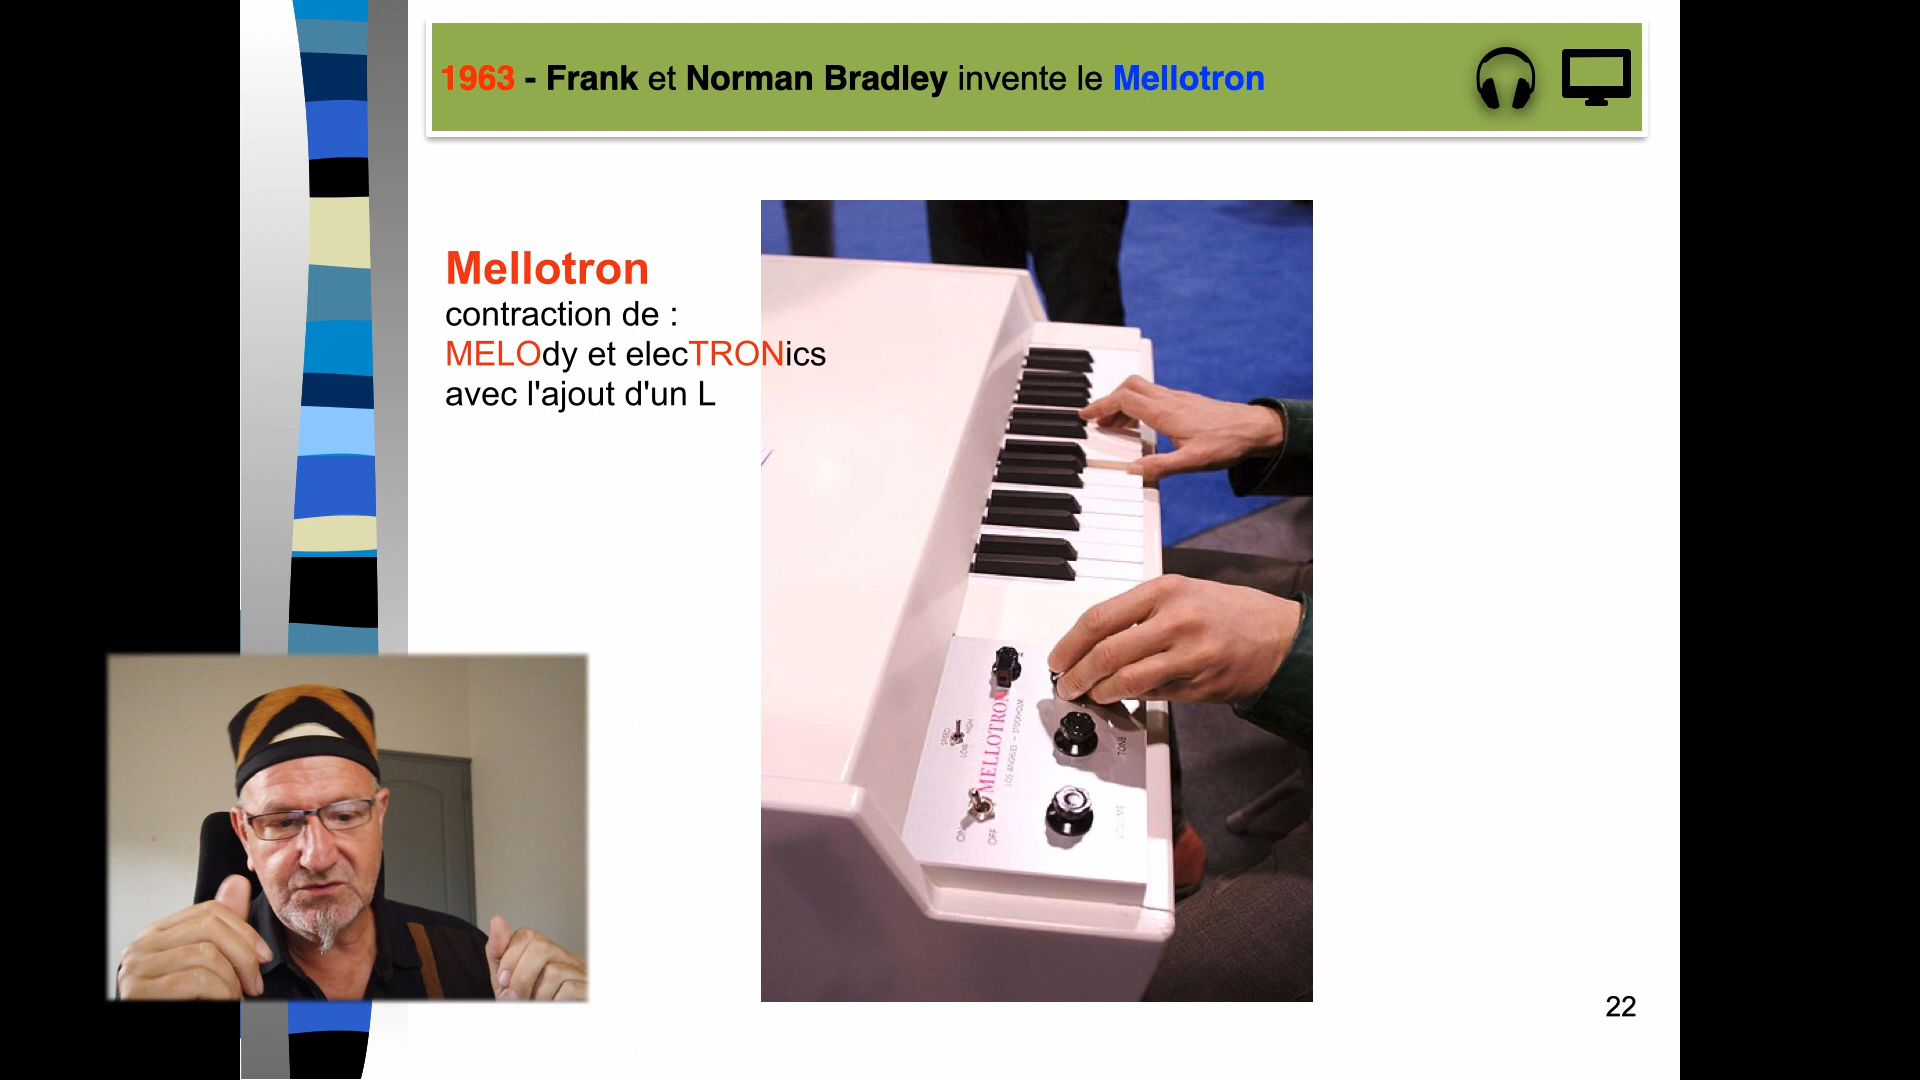 1963 - Frank et Norman Bradley invente le Mellotron
Mellotron
contraction de :
MELOdy et elecTRONics
avec l'ajout d'un L
MELLOTRON
LOS ANGELES - STOCKHOLM
SPEED
LOW
HIGH
ON
OFF
TONE
VOLUME
22